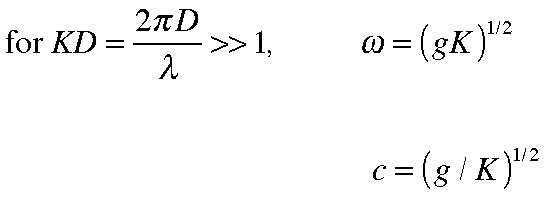 for KD = 2πD / λ >> 1, ω = (gK)^1/2
c = (g / K)^1/2